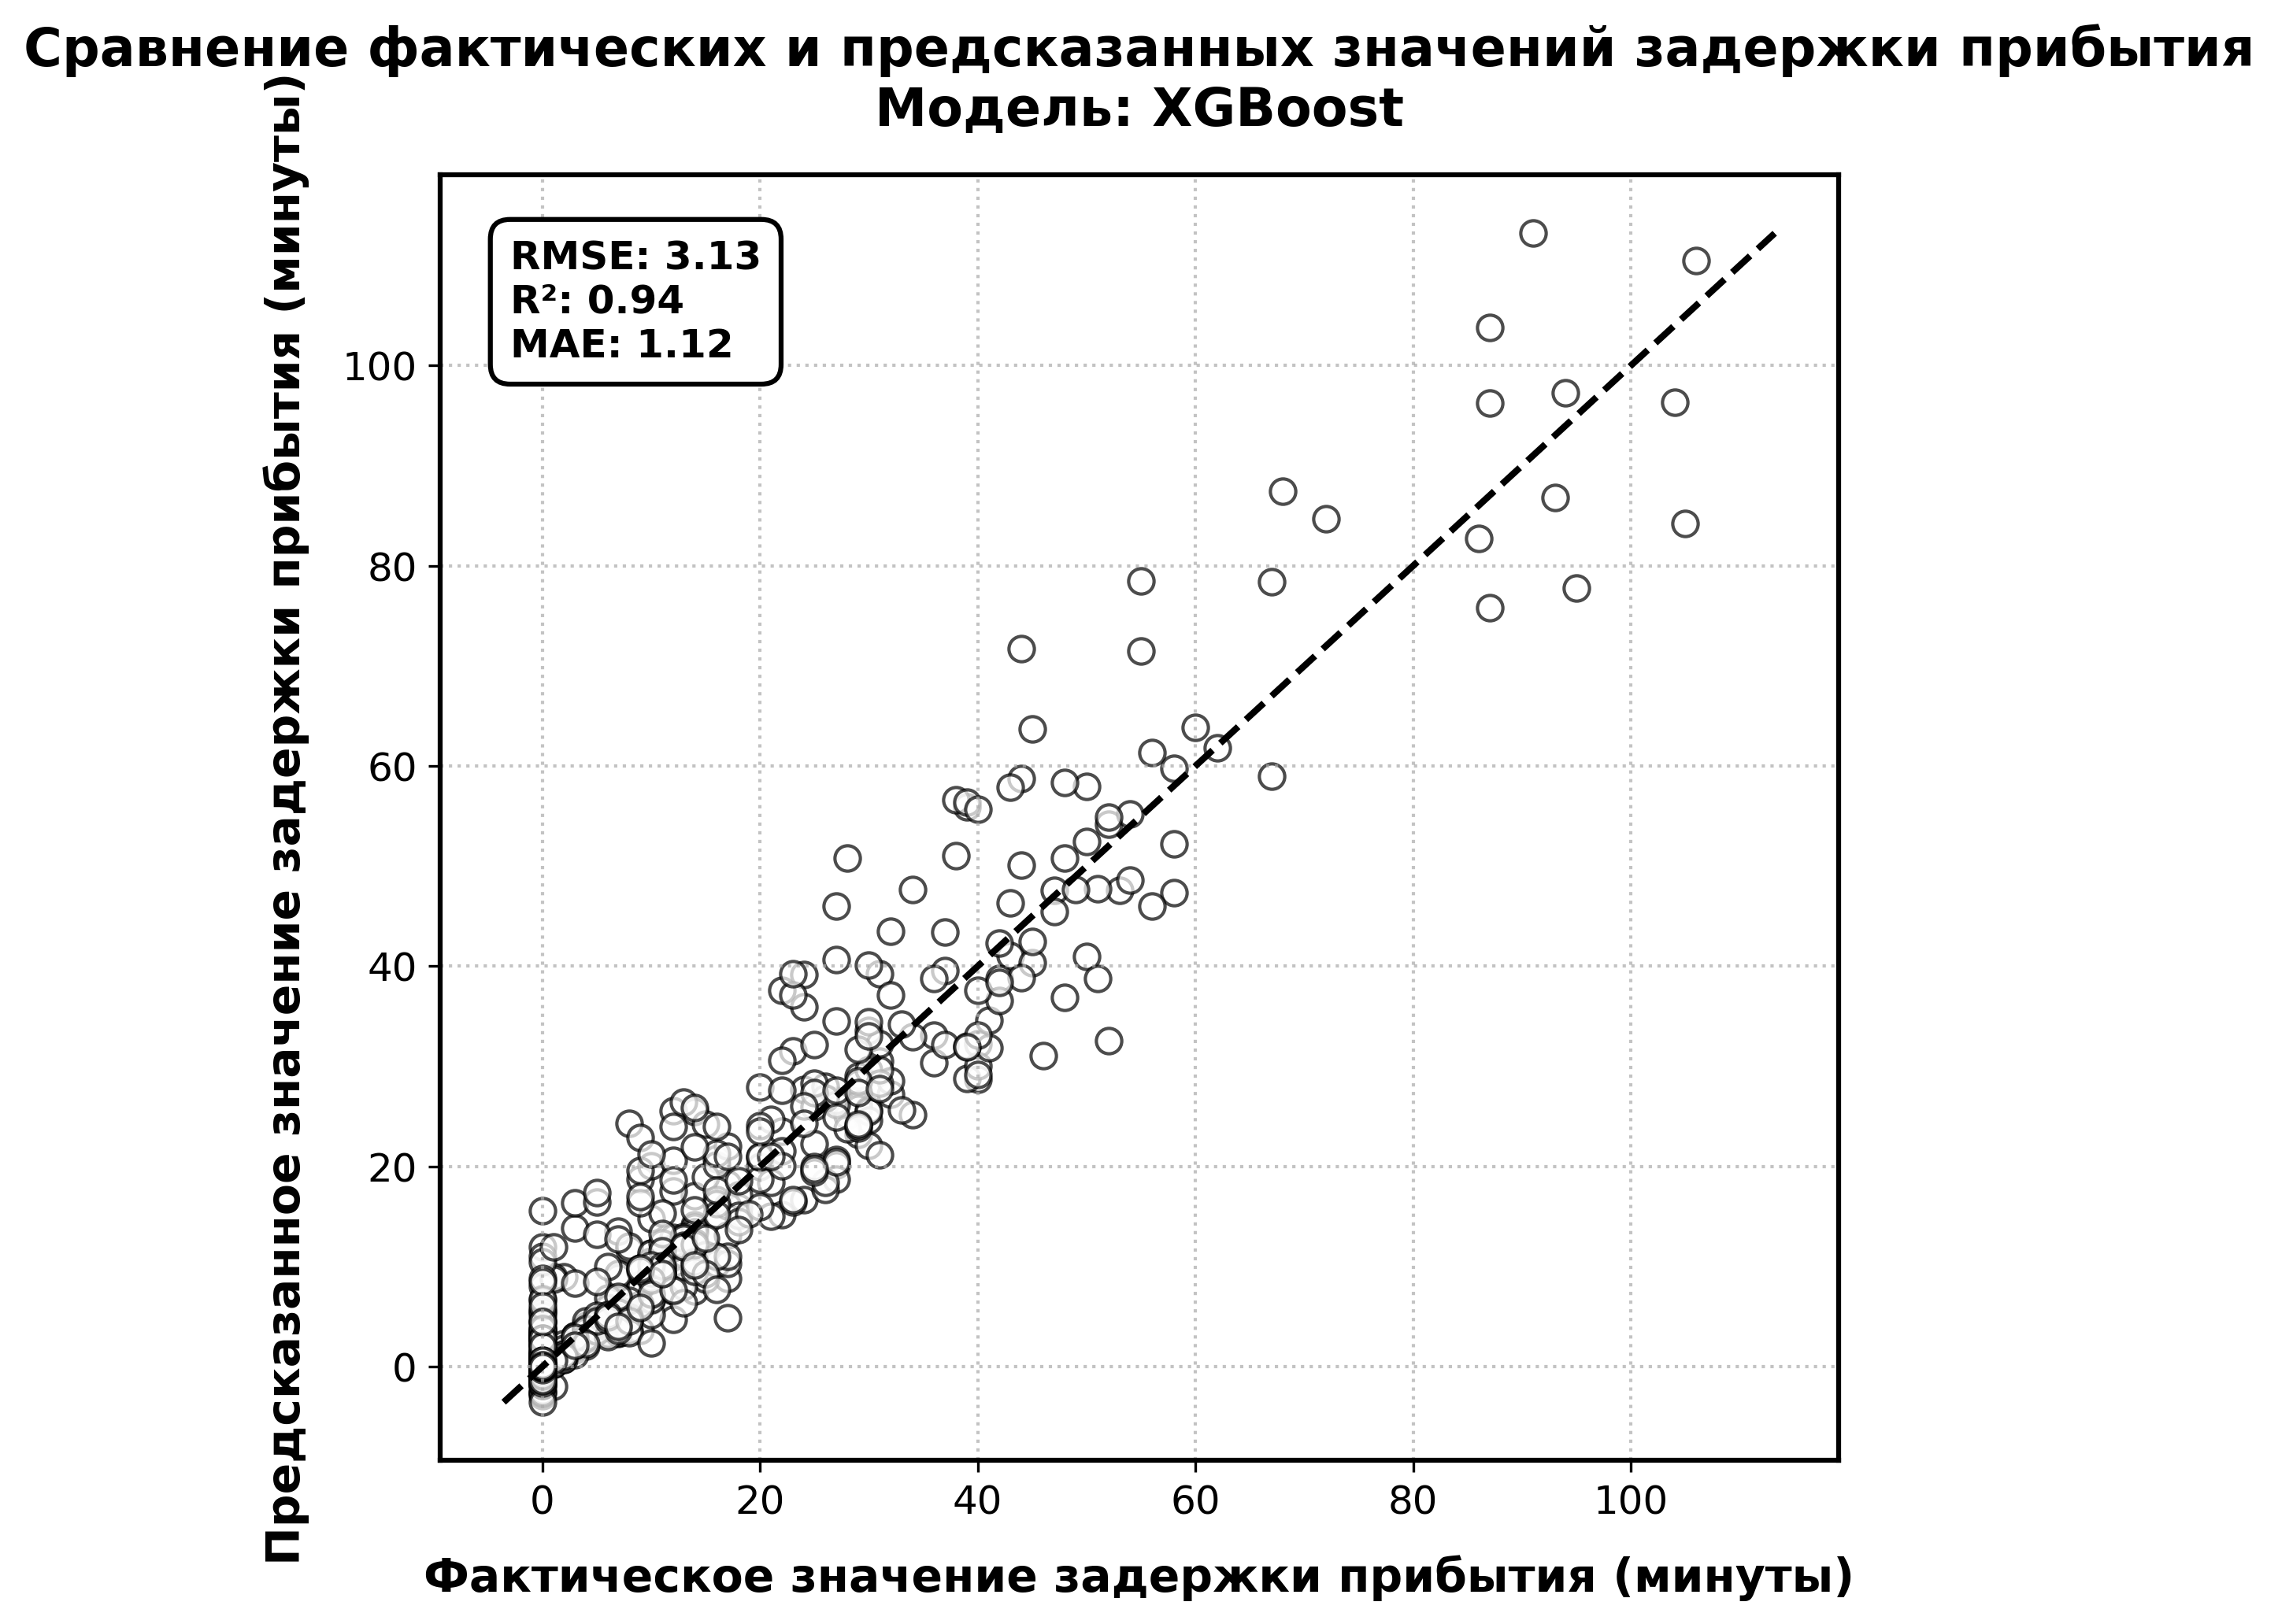 Сравнение фактических и предсказанных значений задержки прибытия
Модель: XGBoost
Предсказанное значение задержки прибытия (минуты)
RMSE: 3.13
R²: 0.94
MAE: 1.12
100
80
60
40
20
0
0
20
40
60
80
100
Фактическое значение задержки прибытия (минуты)